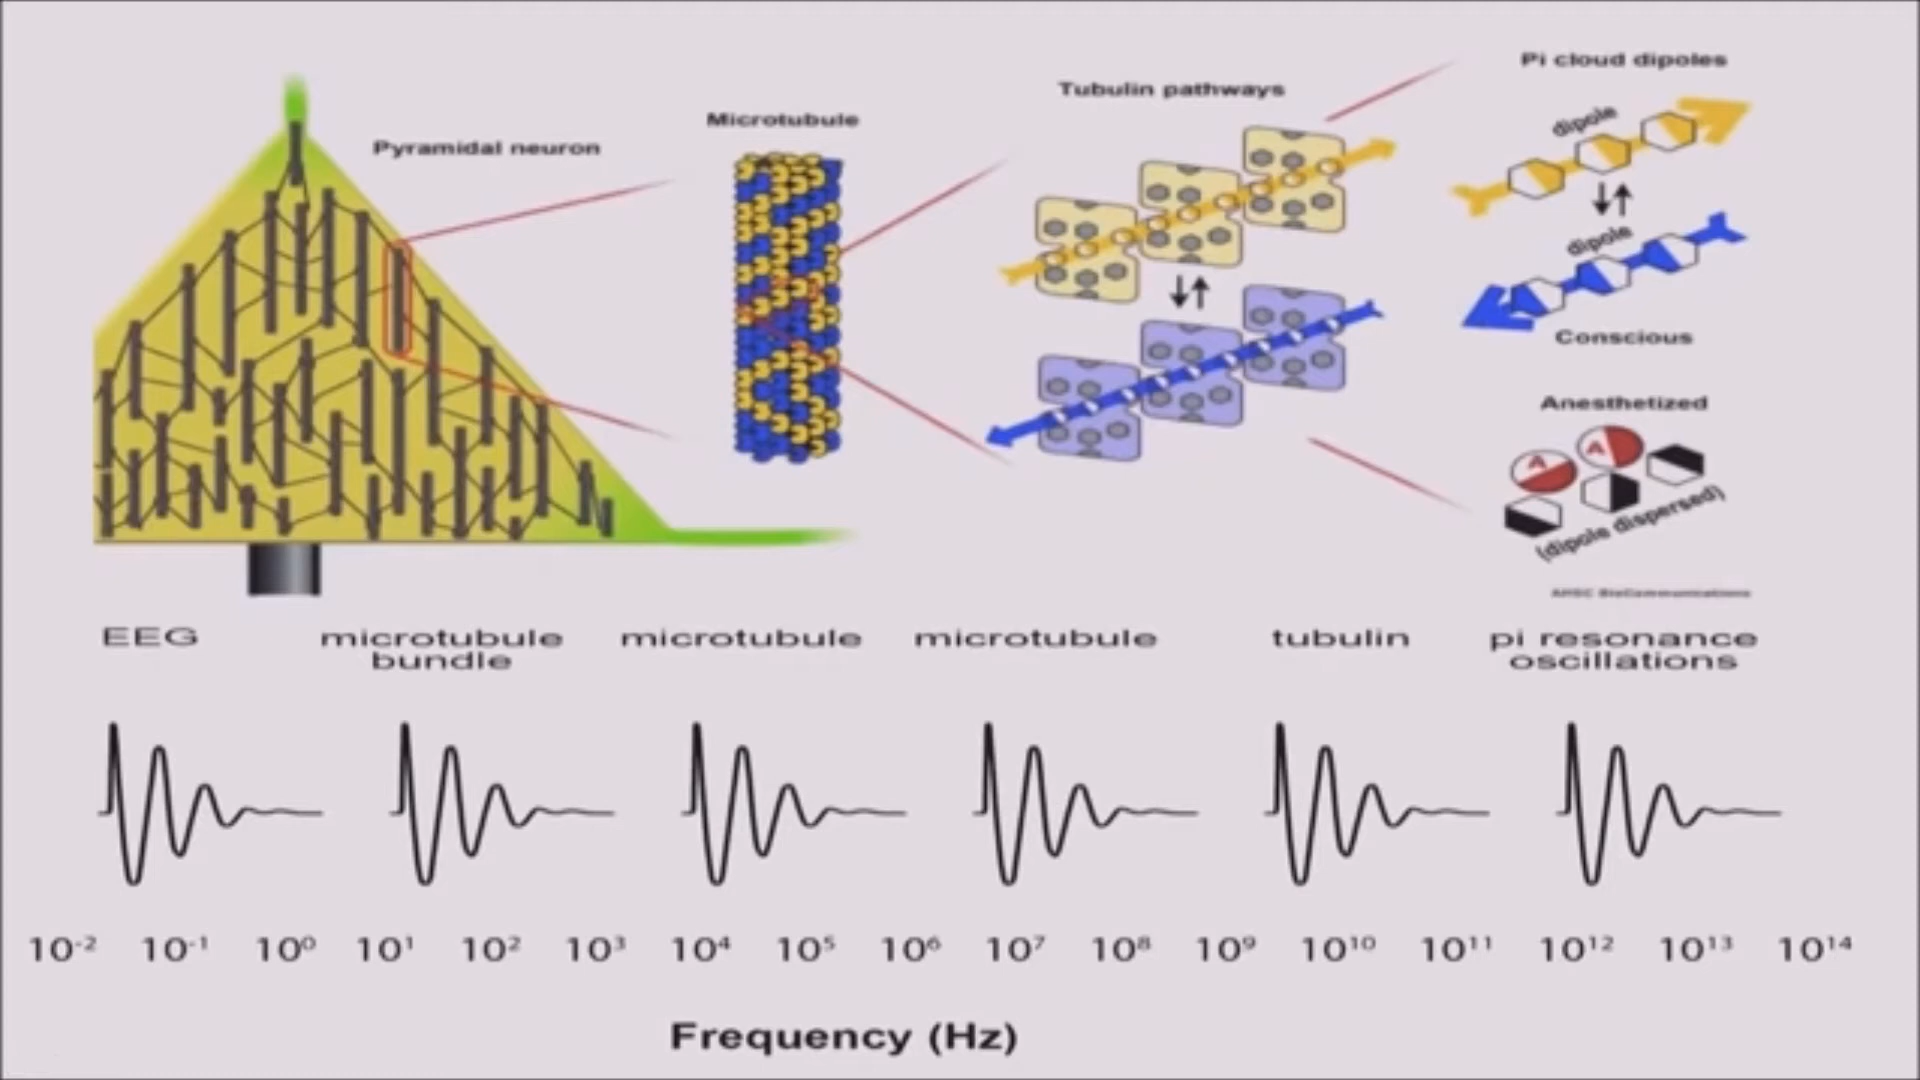 Pi cloud dipoles
Tubulin pathways
Microtubule
Pyramidal neuron
dipole
dipole
Conscious
Anesthetized
A
A
(dipole dispersed)
AHSC BioCommunications
EEG
microtubule
bundle
microtubule
microtubule
tubulin
pi resonance
oscillations
10⁻² 10⁻¹ 10⁰ 10¹ 10² 10³ 10⁴ 10⁵ 10⁶ 10⁷ 10⁸ 10⁹ 10¹⁰ 10¹¹ 10¹² 10¹³ 10¹⁴
Frequency (Hz)